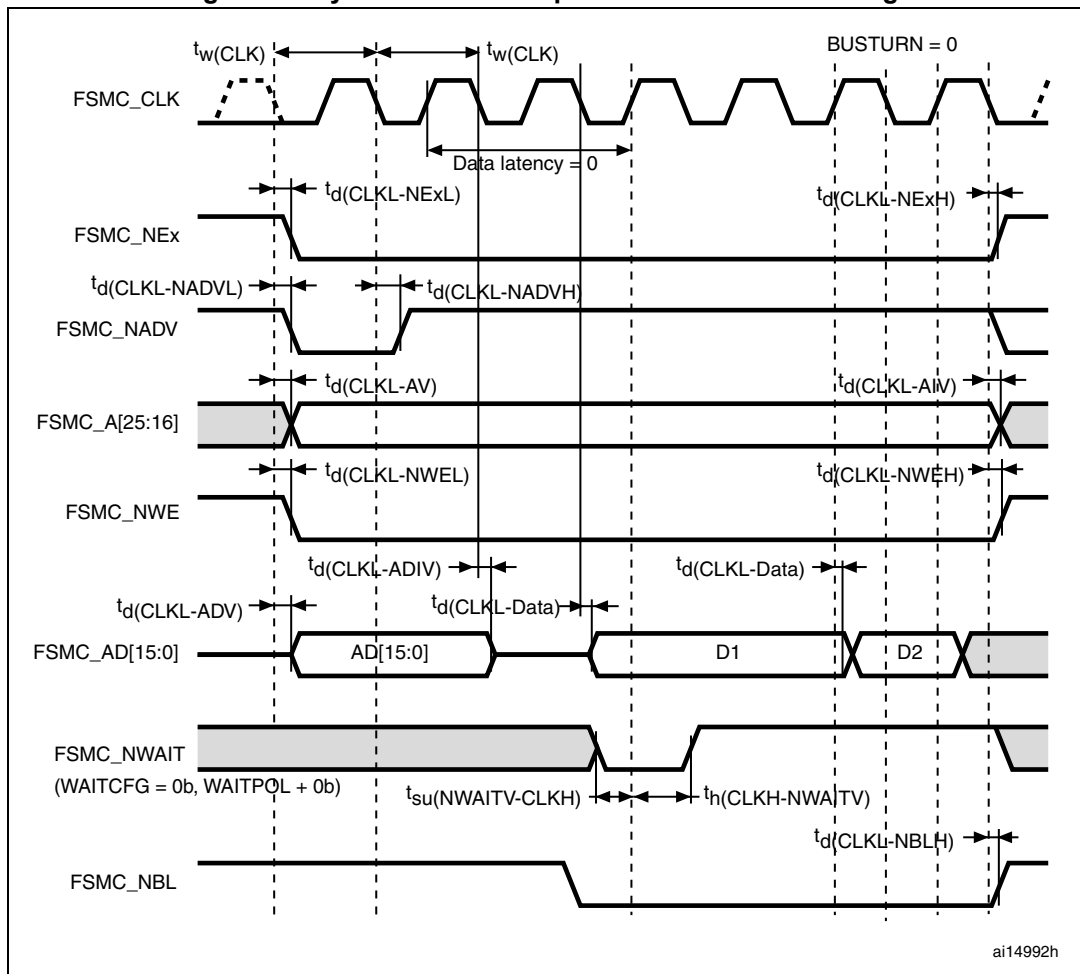 BUSTURN = 0
tw(CLK) tw(CLK)
FSMC_CLK
Data latency = 0
td(CLKL-NExL) td(CLKL-NExH)
FSMC_NEx
td(CLKL-NADVL) td(CLKL-NADVH)
FSMC_NADV
td(CLKL-AV) td(CLKL-AIV)
FSMC_A[25:16]
td(CLKL-NWEL) td(CLKL-NWEH)
FSMC_NWE
td(CLKL-ADIV) td(CLKL-Data)
td(CLKL-ADV) td(CLKL-Data)
FSMC_AD[15:0] AD[15:0] D1 D2
FSMC_NWAIT
(WAITCFG = 0b, WAITPOL + 0b)
tsu(NWAITV-CLKH) th(CLKH-NWAITV)
td(CLKL-NBLH)
FSMC_NBL
ai14992h